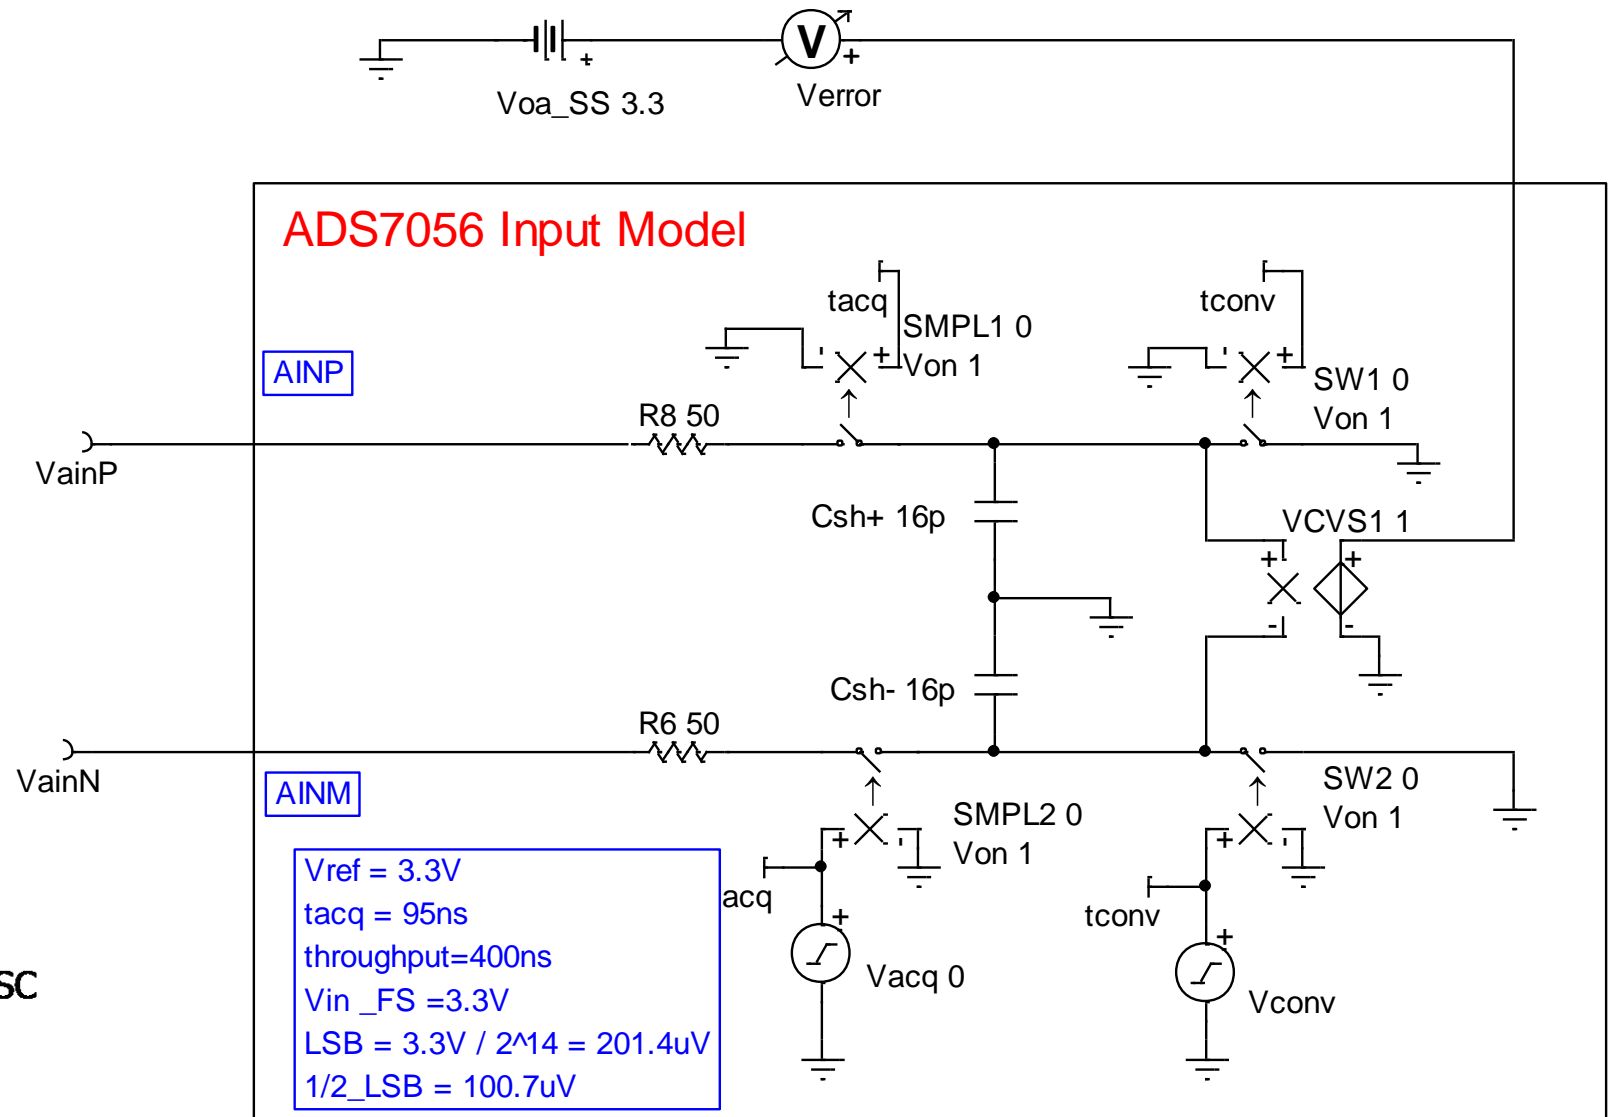 V
+
+
Voa_SS 3.3
Verror
ADS7056 Input Model
tacq
tconv
SMPL1 0
Von 1
+
-
+
-
SW1 0
Von 1
AINP
R8 50
VainP
Csh+ 16p
VCVS1 1
+
-
+
-
Csh- 16p
R6 50
VainN
AINM
SMPL2 0
Von 1
SW2 0
Von 1
+
-
+
-
Vref = 3.3V
tacq = 95ns
throughput=400ns
Vin _FS =3.3V
LSB = 3.3V / 2^14 = 201.4uV
1/2_LSB = 100.7uV
acq
tconv
+
+
Vacq 0
Vconv
SC